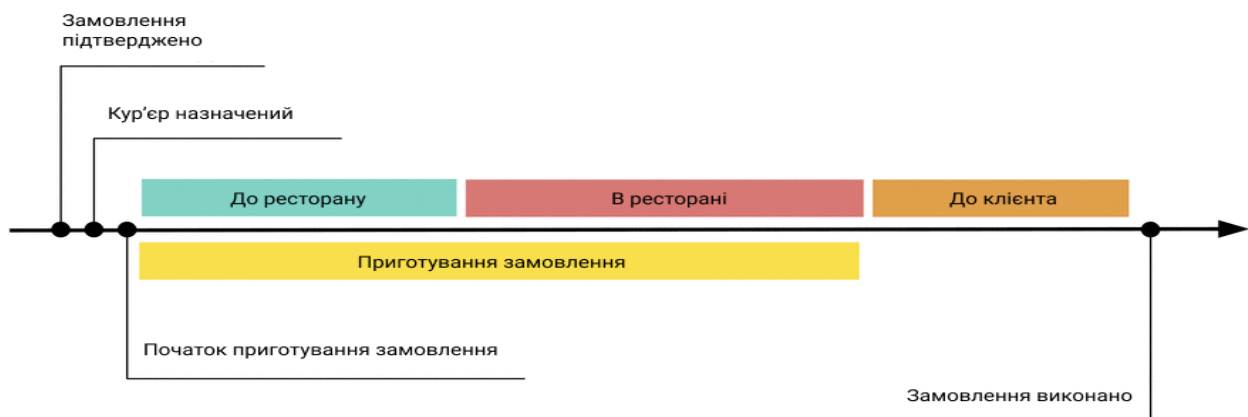 Замовлення
підтверджено
Кур’єр назначений
До ресторану
В ресторані
До клієнта
Приготування замовлення
Початок приготування замовлення
Замовлення виконано